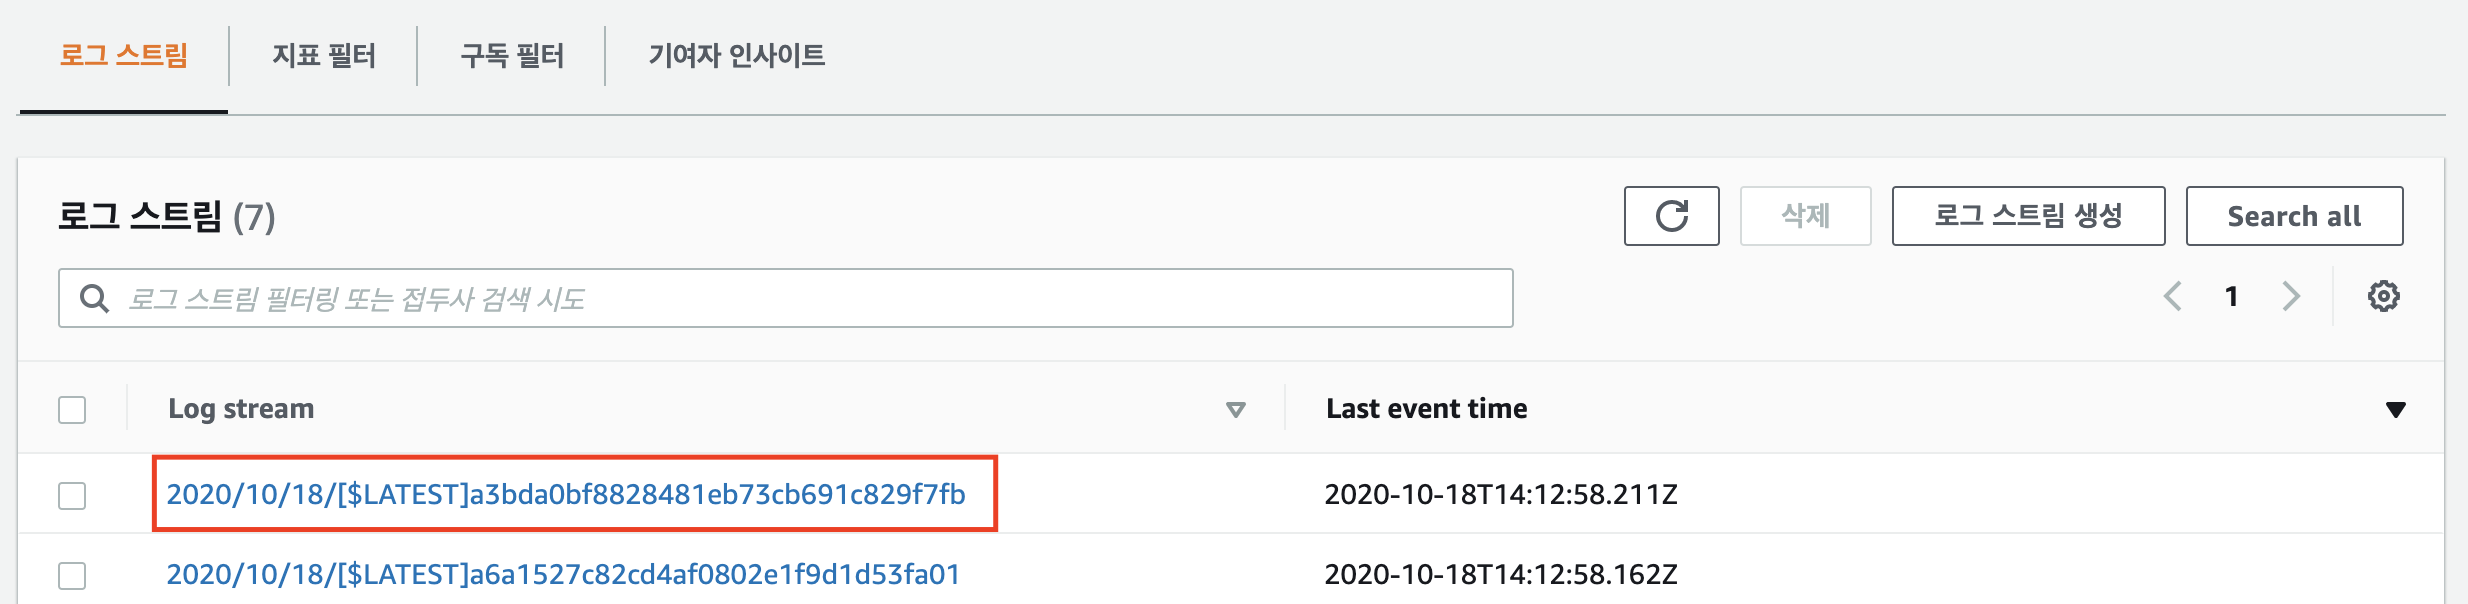 로그 스트림 지표 필터 구독 필터 기여자 인사이트
로그 스트림 (7) 삭제 로그 스트림 생성 Search all
로그 스트림 필터링 또는 접두사 검색 시도 1
Log stream Last event time
2020/10/18/[$LATEST]a3bda0bf8828481eb73cb691c829f7fb 2020-10-18T14:12:58.211Z
2020/10/18/[$LATEST]a6a1527c82cd4af0802e1f9d1d53fa01 2020-10-18T14:12:58.162Z